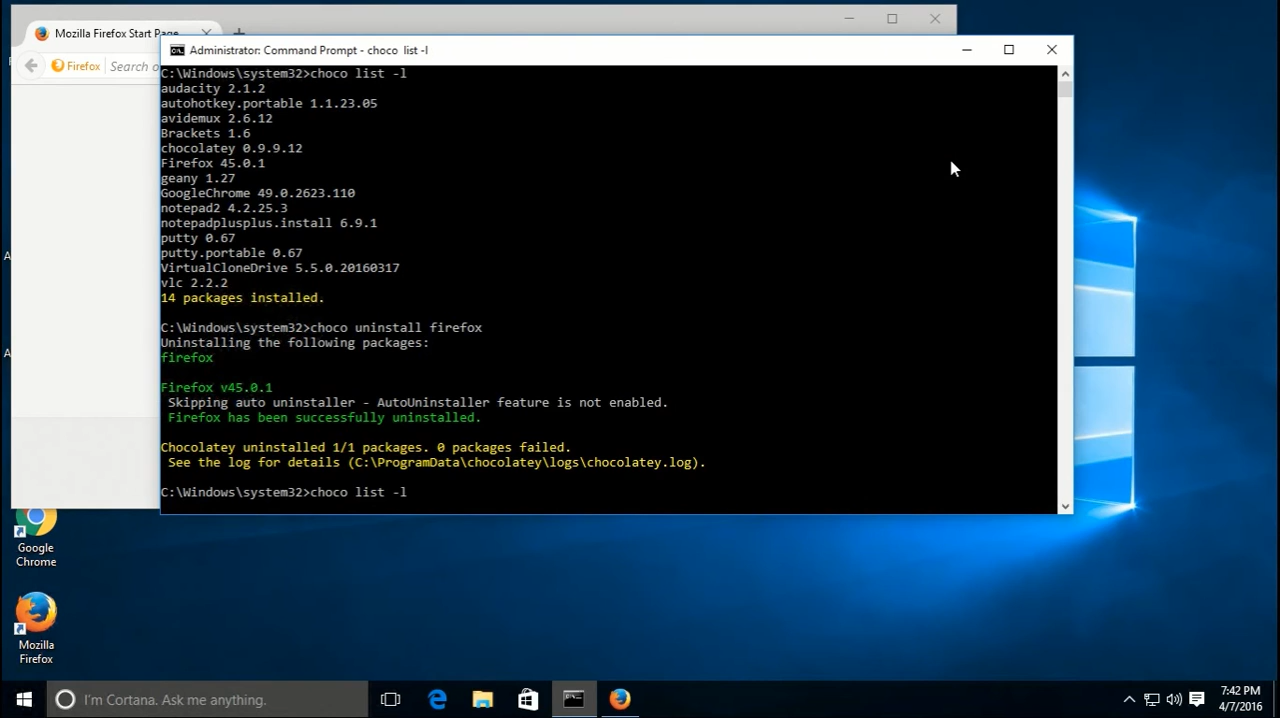 Mozilla Firefox Start Page
Administrator: Command Prompt - choco list -l
Firefox
Search o
C:\Windows\system32>choco list -l
audacity 2.1.2
autohotkey.portable 1.1.23.05
avidemux 2.6.12
Brackets 1.6
chocolatey 0.9.9.12
Firefox 45.0.1
geany 1.27
GoogleChrome 49.0.2623.110
notepad2 4.2.25.3
notepadplusplus.install 6.9.1
putty 0.67
putty.portable 0.67
VirtualCloneDrive 5.5.0.20160317
vlc 2.2.2
14 packages installed.
C:\Windows\system32>choco uninstall firefox
Uninstalling the following packages:
firefox
Firefox v45.0.1
Skipping auto uninstaller - AutoUninstaller feature is not enabled.
Firefox has been successfully uninstalled.
Chocolatey uninstalled 1/1 packages. 0 packages failed.
See the log for details (C:\ProgramData\chocolatey\logs\chocolatey.log).
C:\Windows\system32>choco list -l
Google
Chrome
Mozilla
Firefox
I'm Cortana. Ask me anything.
7:42 PM
4/7/2016